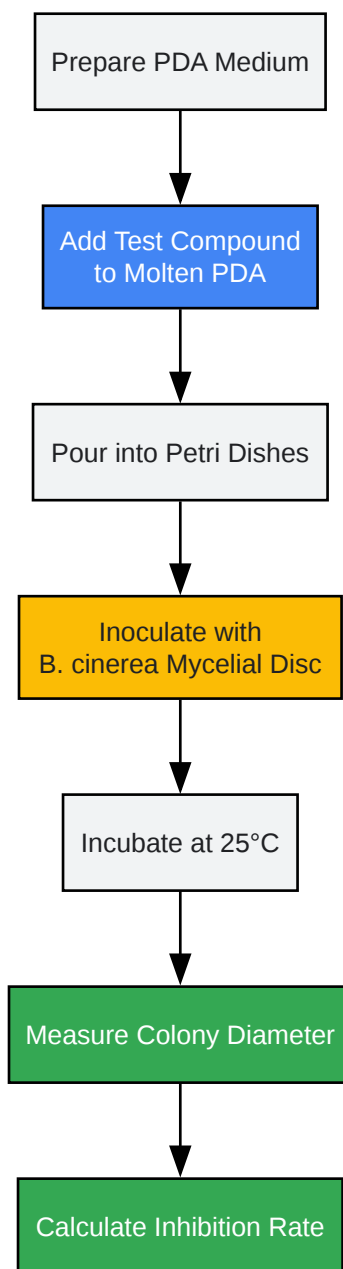 Prepare PDA Medium
Add Test Compound
to Molten PDA
Pour into Petri Dishes
Inoculate with
B. cinerea Mycelial Disc
Incubate at 25°C
Measure Colony Diameter
Calculate Inhibition Rate